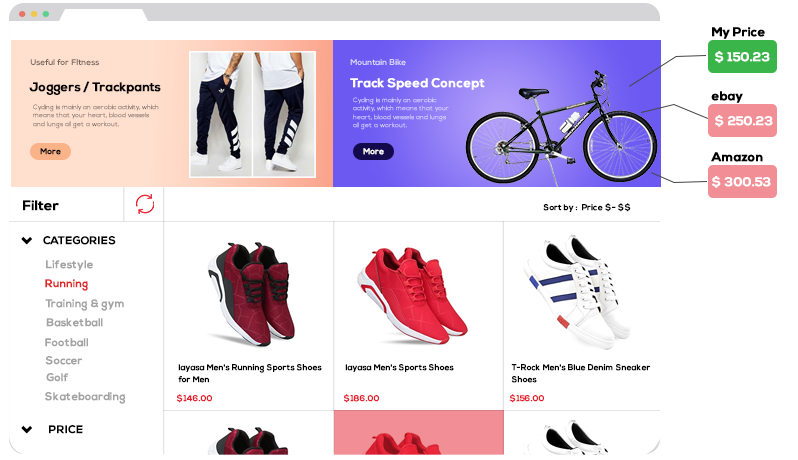 My Price
$ 150.23
ebay
$ 250.23
Amazon
$ 300.53
Useful for FItness
Joggers / Trackpants
Cycling is mainly an aerobic activity, which
means that your heart, blood vessels
and lungs all get a workout.
More
Mountain Bike
Track Speed Concept
Cycling is mainly an aerobic
activity, which means that your
heart, blood vessels and lungs
all get a workout.
More
Filter
Sort by : Price $- $$
CATEGORIES
Lifestyle
Running
Training & gym
Basketball
Football
Soccer
Golf
Skateboarding
PRICE
Iayasa Men's Running Sports Shoes
for Men
$146.00
Iayasa Men's Sports Shoes
$186.00
T-Rock Men's Blue Denim Sneaker
Shoes
$156.00